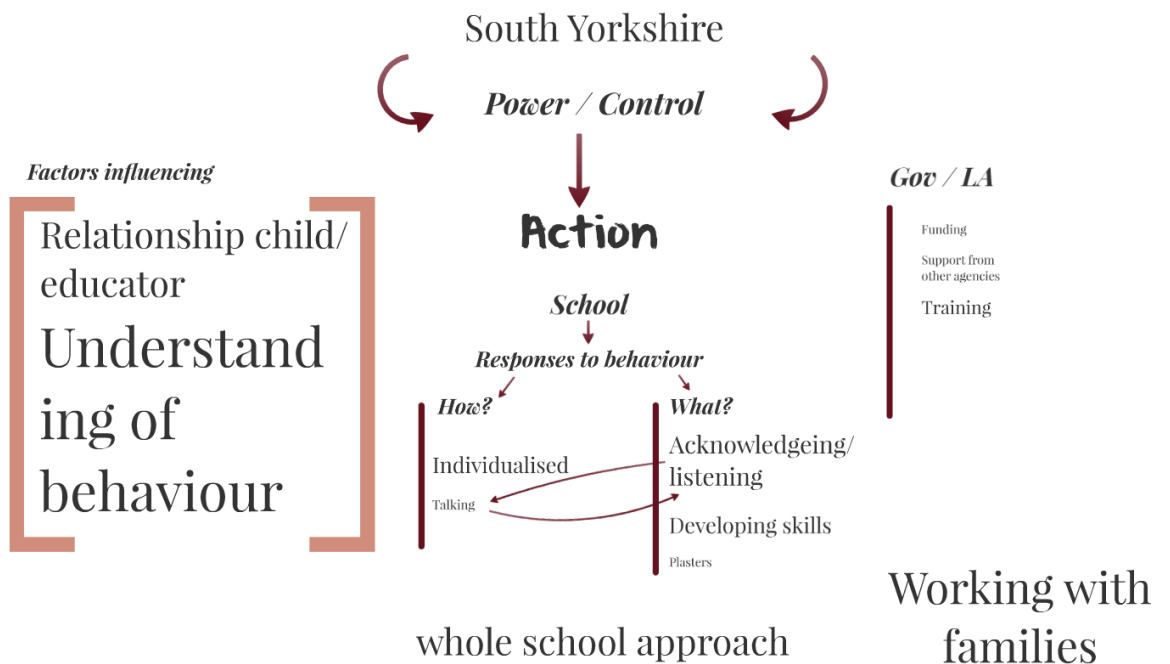 South Yorkshire
Power / Control
Factors influencing
Relationship child/
educator
Understand
ing of
behaviour
Action
School
Responses to behaviour
How?
Individualised
Talking
What?
Acknowledgeing/
listening
Developing skills
Plasters
Gov / LA
Funding
Support from
other agencies
Training
whole school approach
Working with
families